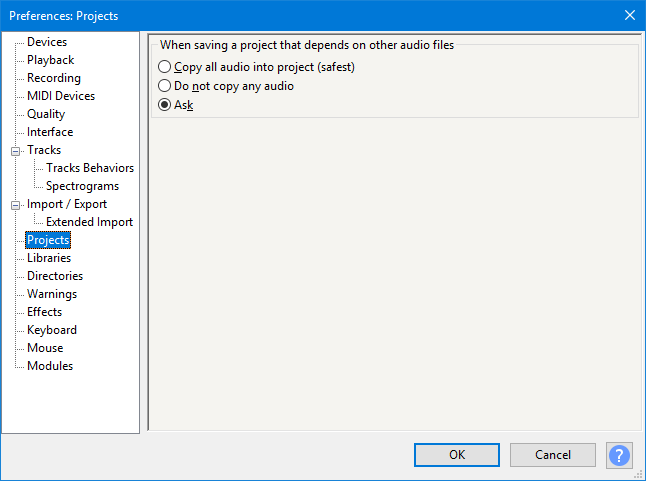 Preferences: Projects
Devices
Playback
Recording
MIDI Devices
Quality
Interface
Tracks
Tracks Behaviors
Spectrograms
Import / Export
Extended Import
Projects
Libraries
Directories
Warnings
Effects
Keyboard
Mouse
Modules
When saving a project that depends on other audio files
Copy all audio into project (safest)
Do not copy any audio
Ask
OK
Cancel
?